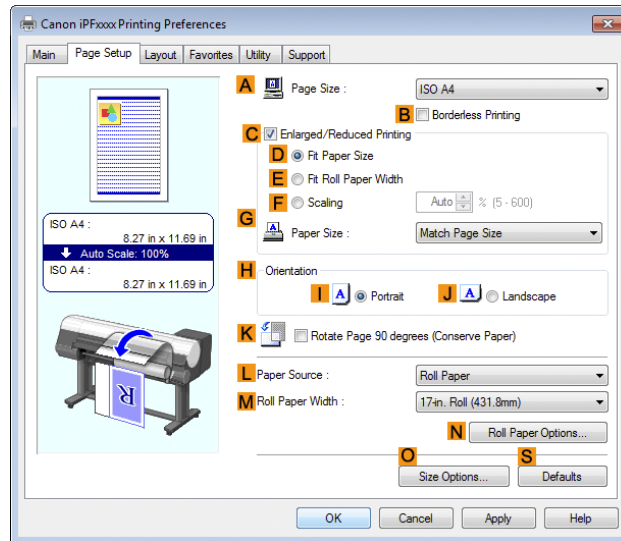 Canon iPFxxxx Printing Preferences
Main Page Setup Layout Favorites Utility Support
A Page Size : ISO A4
B Borderless Printing
C Enlarged/Reduced Printing
D Fit Paper Size
E Fit Roll Paper Width
F Scaling Auto % (5 - 600)
G Paper Size : Match Page Size
ISO A4 :
8.27 in x 11.69 in
Auto Scale: 100%
ISO A4 :
8.27 in x 11.69 in
H Orientation
I A Portrait J A Landscape
K Rotate Page 90 degrees (Conserve Paper)
R
L Paper Source : Roll Paper
M Roll Paper Width : 17-in. Roll (431.8mm)
N Roll Paper Options...
O S
Size Options... Defaults
OK Cancel Apply Help